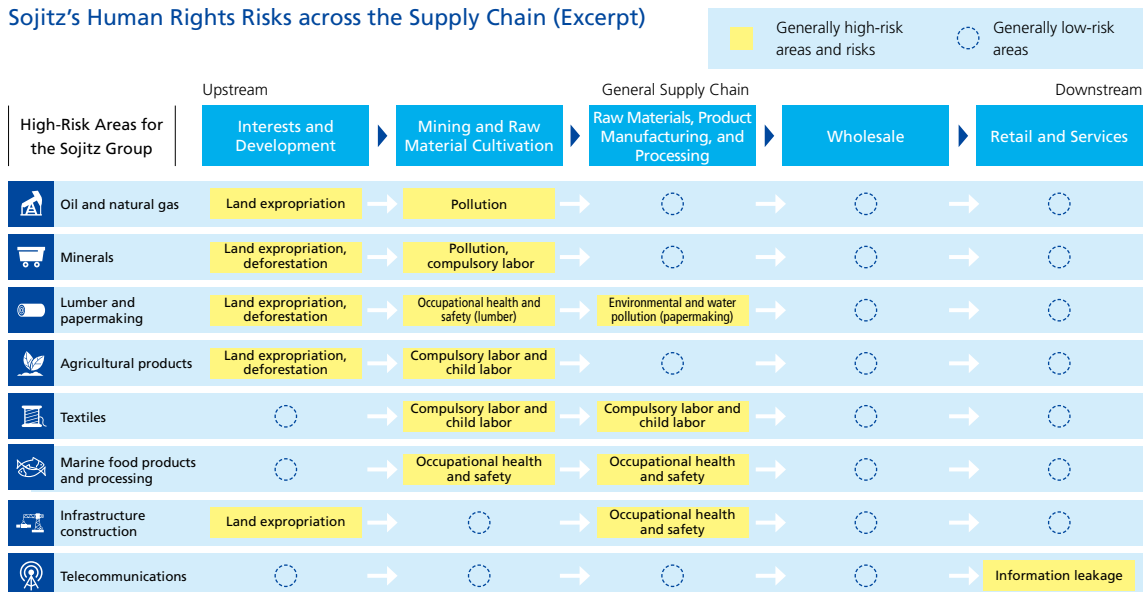 Sojitz's Human Rights Risks across the Supply Chain (Excerpt)
Generally high-risk
areas and risks
Generally low-risk
areas
Upstream
General Supply Chain
Downstream
High-Risk Areas for
the Sojitz Group
Interests and
Development
Mining and Raw
Material Cultivation
Raw Materials, Product
Manufacturing, and
Processing
Wholesale
Retail and Services
Oil and natural gas
Land expropriation
Pollution
Minerals
Land expropriation,
deforestation
Pollution,
compulsory labor
Lumber and
papermaking
Land expropriation,
deforestation
Occupational health and
safety (lumber)
Environmental and water
pollution (papermaking)
Agricultural products
Land expropriation,
deforestation
Compulsory labor and
child labor
Textiles
Compulsory labor and
child labor
Compulsory labor and
child labor
Marine food products
and processing
Occupational health
and safety
Occupational health
and safety
Infrastructure
construction
Land expropriation
Occupational health
and safety
Telecommunications
Information leakage